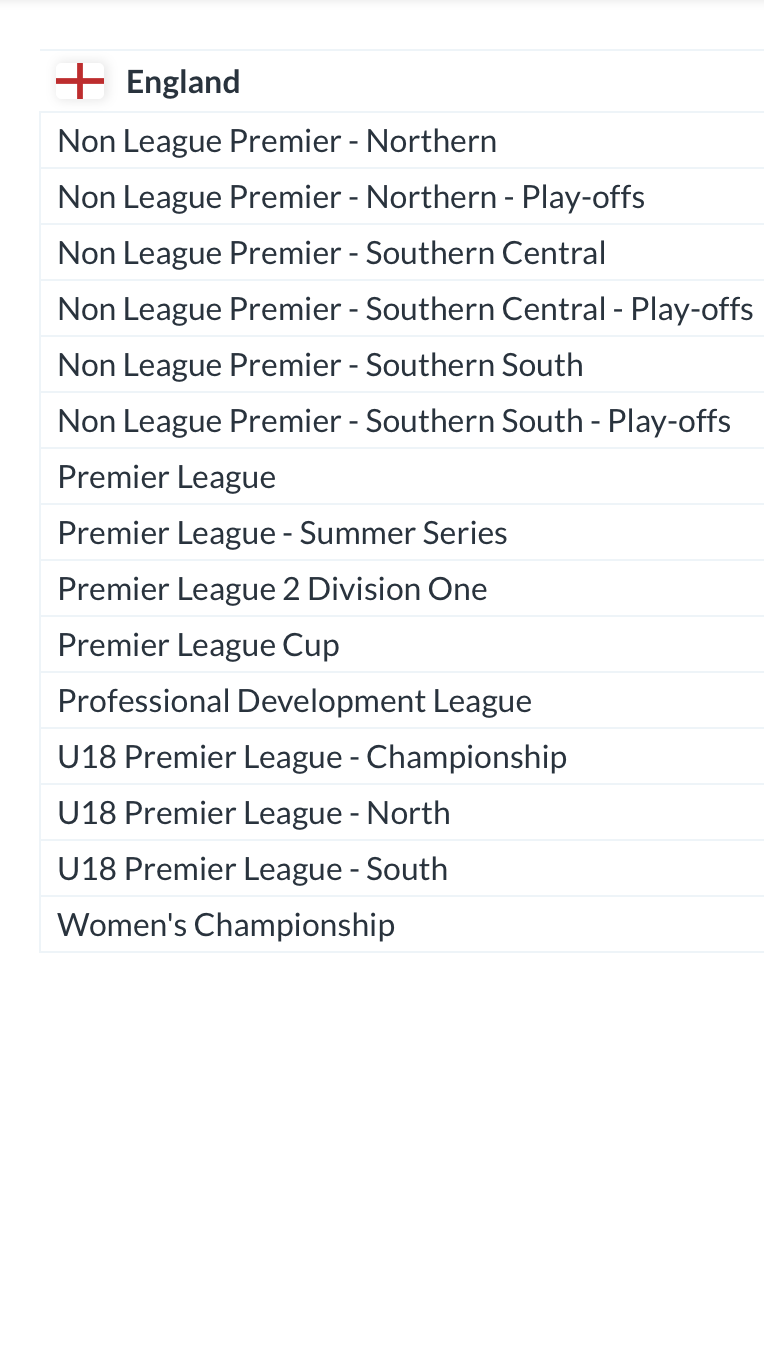 England
Non League Premier - Northern
Non League Premier - Northern - Play-offs
Non League Premier - Southern Central
Non League Premier - Southern Central - Play-offs
Non League Premier - Southern South
Non League Premier - Southern South - Play-offs
Premier League
Premier League - Summer Series
Premier League 2 Division One
Premier League Cup
Professional Development League
U18 Premier League - Championship
U18 Premier League - North
U18 Premier League - South
Women's Championship